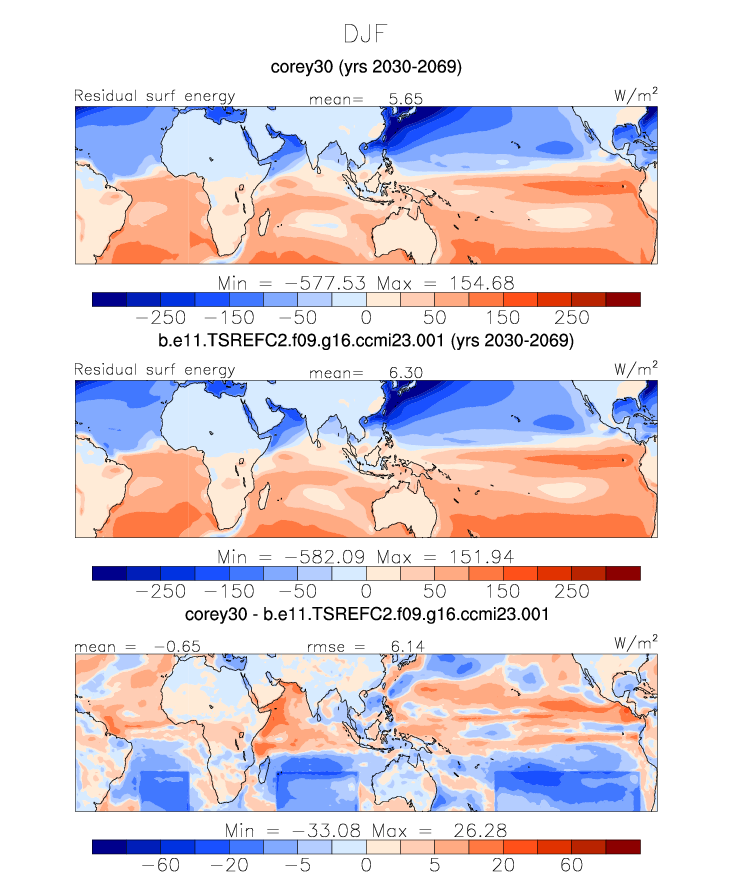 DJF
corey30 (yrs 2030-2069)
Residual surf energy mean= 5.65 W/m²
Min = −577.53 Max = 154.68
−250 −150 −50 0 50 150 250
b.e11.TSREFC2.f09.g16.ccmi23.001 (yrs 2030-2069)
Residual surf energy mean= 6.30 W/m²
Min = −582.09 Max = 151.94
−250 −150 −50 0 50 150 250
corey30 - b.e11.TSREFC2.f09.g16.ccmi23.001
mean = −0.65 rmse = 6.14 W/m²
Min = −33.08 Max = 26.28
−60 −20 −5 0 5 20 60